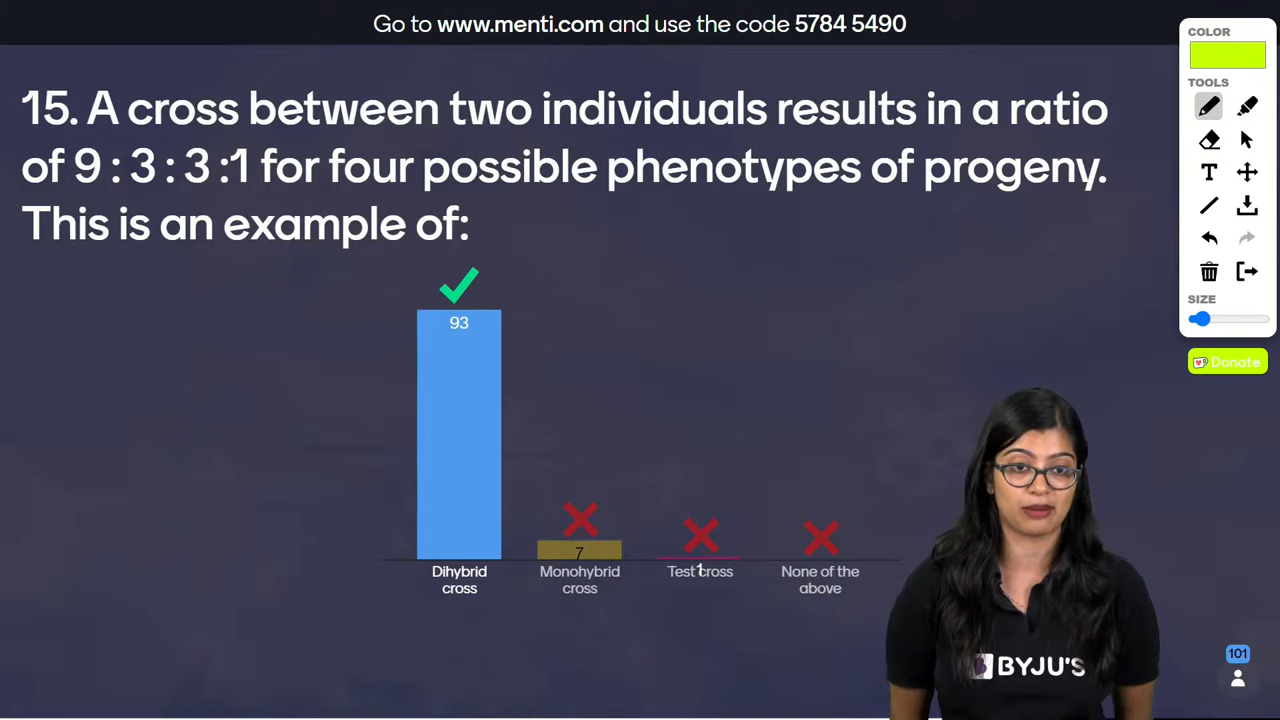 Go to www.menti.com and use the code 5784 5490
15. A cross between two individuals results in a ratio
of 9 : 3 : 3 :1 for four possible phenotypes of progeny.
This is an example of:
93
7
1
Dihybrid
cross
Monohybrid
cross
Test cross
None of the
above
COLOR
TOOLS
T
SIZE
Donate
BYJU'S
101